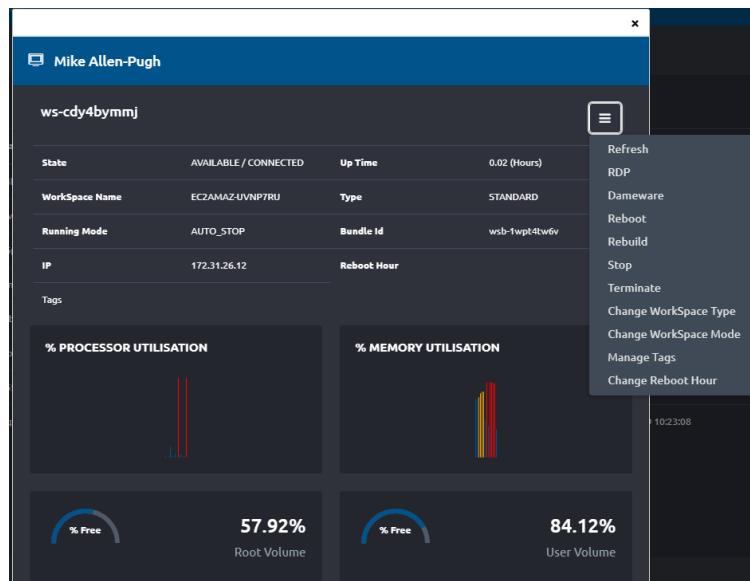 ×
Mike Allen-Pugh
ws-cdy4bymmj
State AVAILABLE / CONNECTED Up Time 0.02 (Hours)
WorkSpace Name EC2AMAZ-UVNP7RU Type STANDARD
Running Mode AUTO_STOP Bundle Id wsb-1wpt4tw6v
IP 172.31.26.12 Reboot Hour
Tags
Refresh
RDP
Dameware
Reboot
Rebuild
Stop
Terminate
Change WorkSpace Type
Change WorkSpace Mode
Manage Tags
Change Reboot Hour
% PROCESSOR UTILISATION % MEMORY UTILISATION
10:23:08
% Free 57.92% % Free 84.12%
Root Volume User Volume